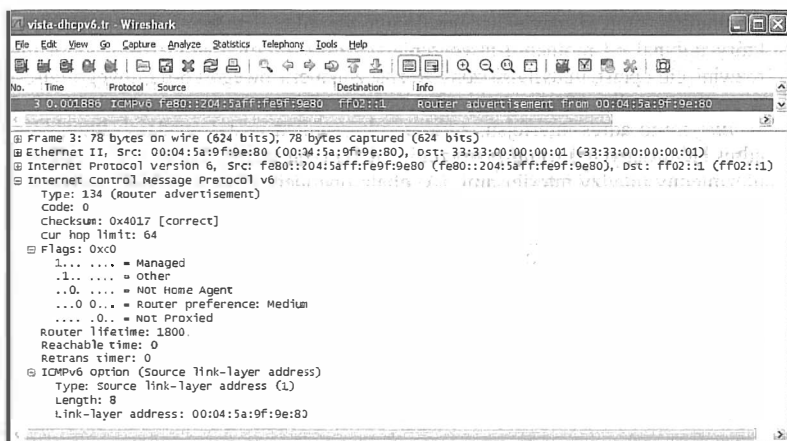 vista-dhcpv6.tr - Wireshark
File Edit View Go Capture Analyze Statistics Telephony Tools Help
No. Time Protocol Source Destination Info
3 0.001886 ICMPv6 fe80::204:5aff:fe9f:9e80 ff02::1 Router advertisement from 00:04:5a:9f:9e:80
Frame 3: 78 bytes on wire (624 bits), 78 bytes captured (624 bits)
Ethernet II, Src: 00:04:5a:9f:9e:80 (00:04:5a:9f:9e:80), Dst: 33:33:00:00:00:01 (33:33:00:00:00:01)
Internet Protocol Version 6, Src: fe80::204:5aff:fe9f:9e80 (fe80::204:5aff:fe9f:9e80), Dst: ff02::1 (ff02::1)
Internet Control Message Protocol v6
Type: 134 (Router advertisement)
Code: 0
Checksum: 0x4017 [correct]
Cur hop limit: 64
Flags: 0xc0
1... .... = Managed
.1.. .... = Other
..0. .... = Not Home Agent
...0 0... = Router preference: Medium
.... .0.. = Not Proxied
Router lifetime: 1800
Reachable time: 0
Retrans timer: 0
ICMPv6 Option (Source link-layer address)
Type: Source link-layer address (1)
Length: 8
Link-layer address: 00:04:5a:9f:9e:80